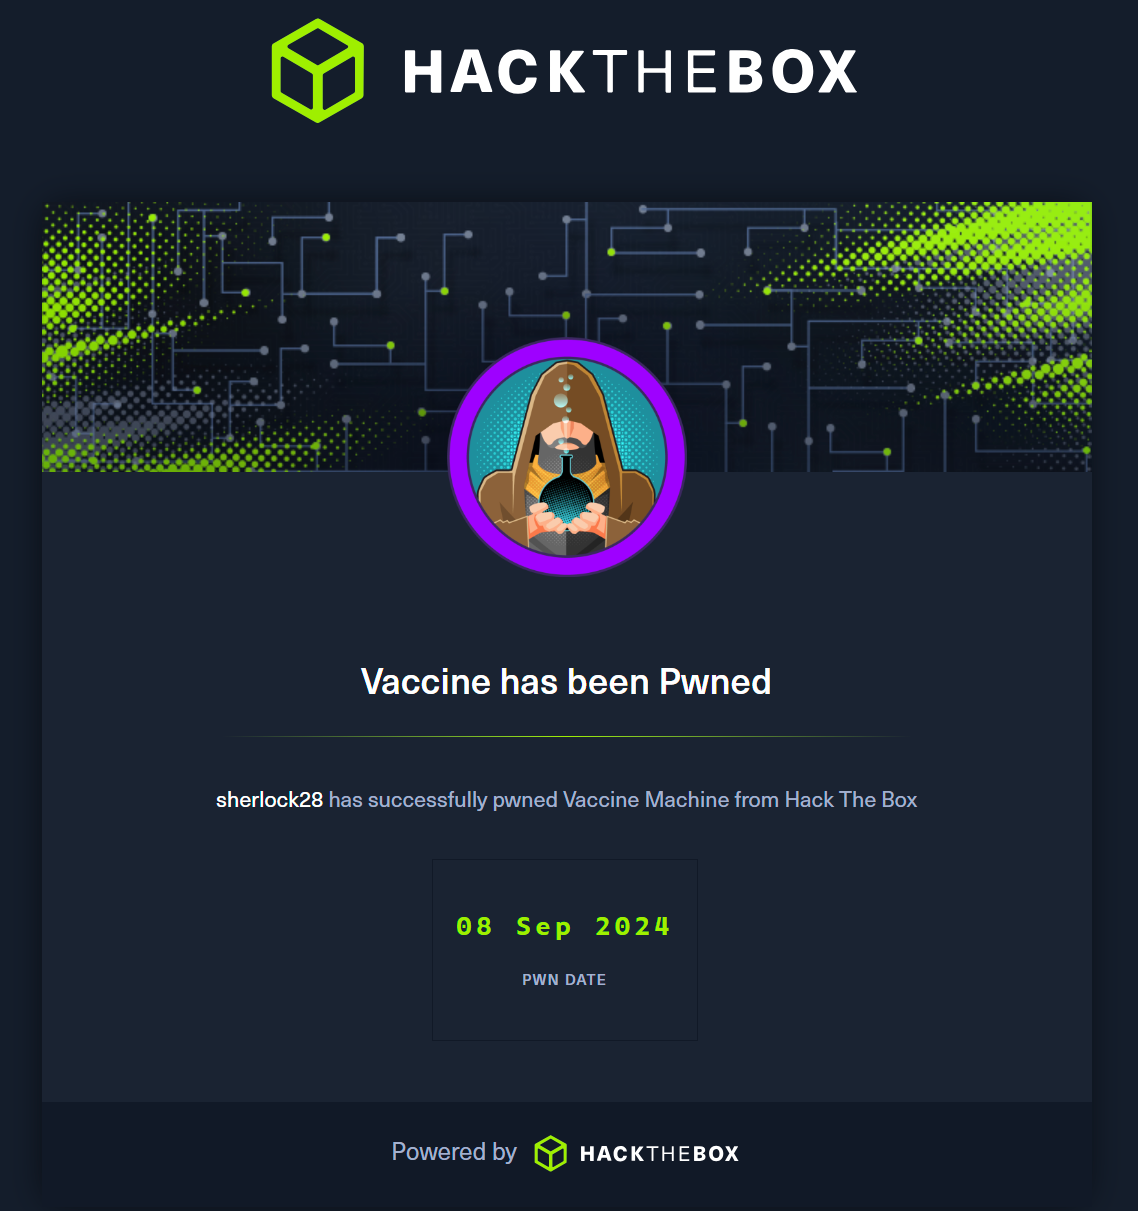 HACKTHEBOX
Vaccine has been Pwned
sherlock28 has successfully pwned Vaccine Machine from Hack The Box
08 Sep 2024
PWN DATE
Powered by HACKTHEBOX